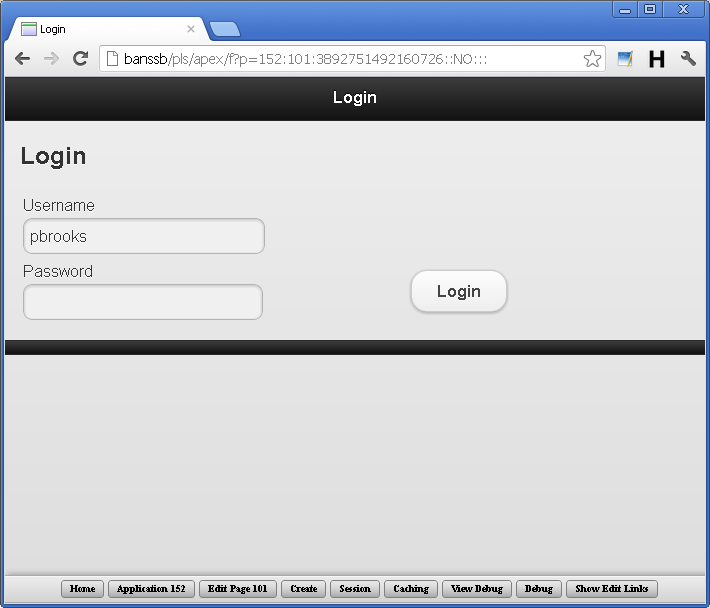 Login
banssb/pls/apex/f?p=152:101:3892751492160726::NO:::
H
Login
Login
Username
pbrooks
Password
Login
Home Application 152 Edit Page 101 Create Session Caching View Debug Debug Show Edit Links